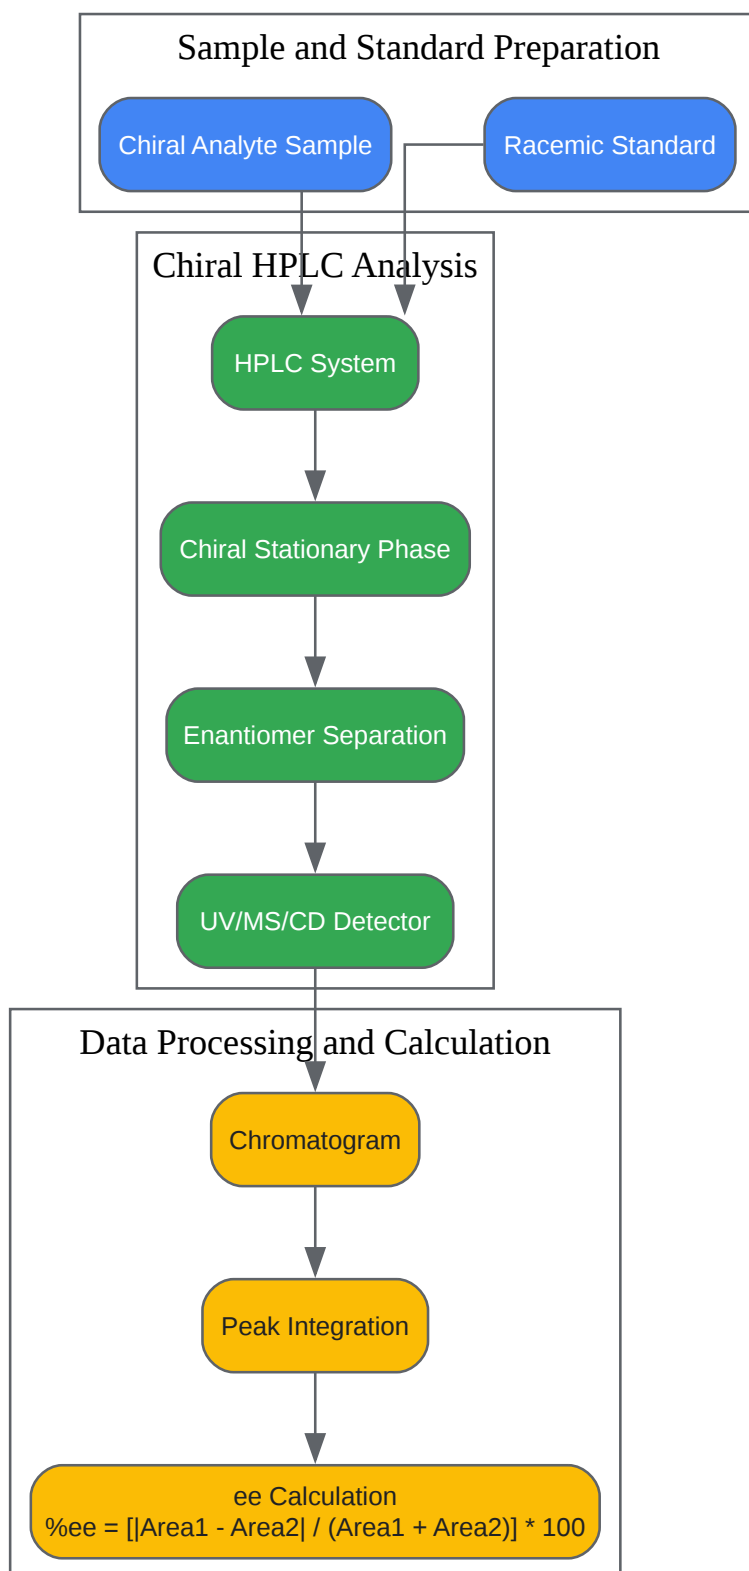 Sample and Standard Preparation
Chiral Analyte Sample
Racemic Standard
Chiral HPLC Analysis
HPLC System
Chiral Stationary Phase
Enantiomer Separation
UV/MS/CD Detector
Data Processing and Calculation
Chromatogram
Peak Integration
ee Calculation
%ee = [|Area1 - Area2| / (Area1 + Area2)] * 100